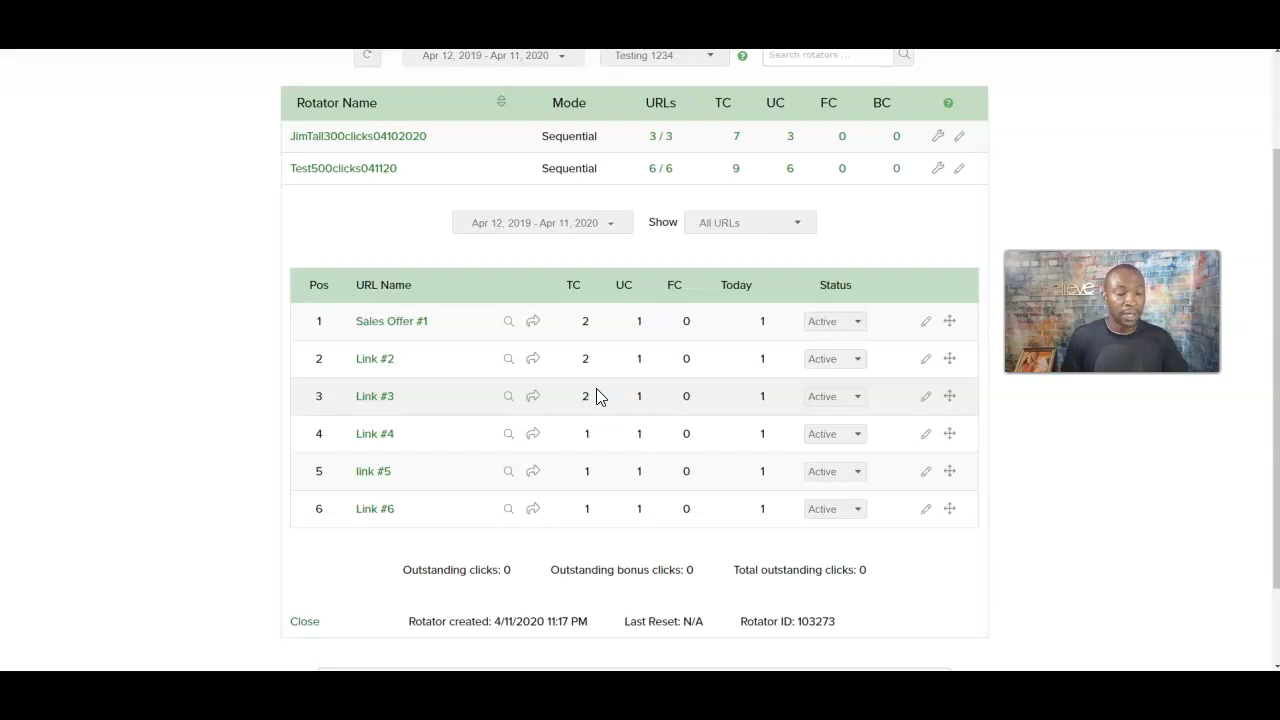 Apr 12, 2019 - Apr 11, 2020 Testing 1234 Search rotators ...
Rotator Name Mode URLs TC UC FC BC
JimTall300clicks04102020 Sequential 3 / 3 7 3 0 0
Test500clicks041120 Sequential 6 / 6 9 6 0 0
Apr 12, 2019 - Apr 11, 2020 Show All URLs
Pos URL Name TC UC FC Today Status
1 Sales Offer #1 2 1 0 1 Active
2 Link #2 2 1 0 1 Active
3 Link #3 2 1 0 1 Active
4 Link #4 1 1 0 1 Active
5 link #5 1 1 0 1 Active
6 Link #6 1 1 0 1 Active
Outstanding clicks: 0 Outstanding bonus clicks: 0 Total outstanding clicks: 0
Close Rotator created: 4/11/2020 11:17 PM Last Reset: N/A Rotator ID: 103273